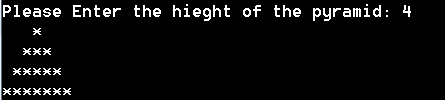 Please Enter the hieght of the pyramid: 4
   *
  ***
 *****
*******